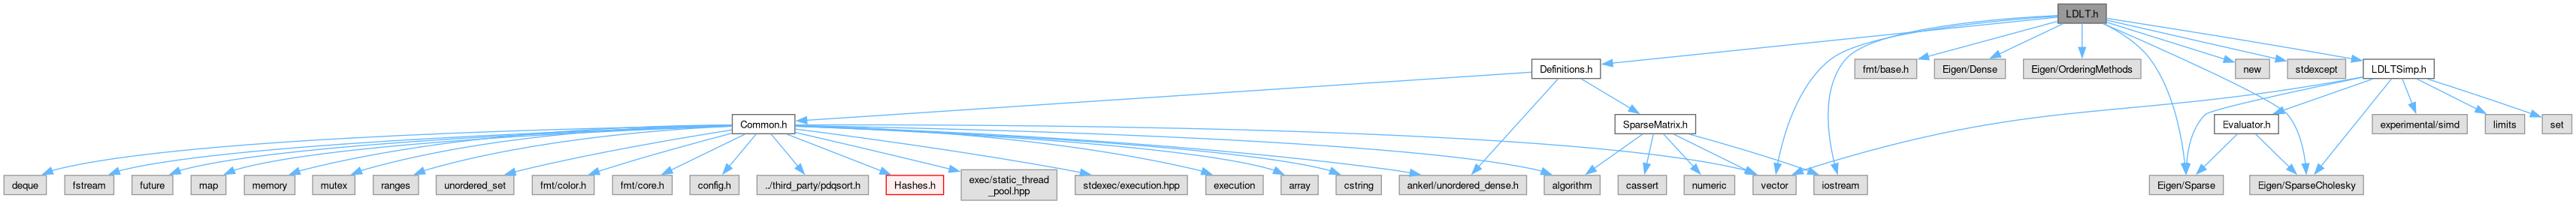 LDLT.h
Definitions.h
fmt/base.h
Eigen/Dense
Eigen/OrderingMethods
new
stdexcept
LDLTSimp.h
Common.h
SparseMatrix.h
Evaluator.h
experimental/simd
limits
set
deque
fstream
future
map
memory
mutex
ranges
unordered_set
fmt/color.h
fmt/core.h
config.h
../third_party/pdqsort.h
Hashes.h
exec/static_thread
_pool.hpp
stdexec/execution.hpp
execution
array
cstring
ankerl/unordered_dense.h
algorithm
cassert
numeric
vector
iostream
Eigen/Sparse
Eigen/SparseCholesky